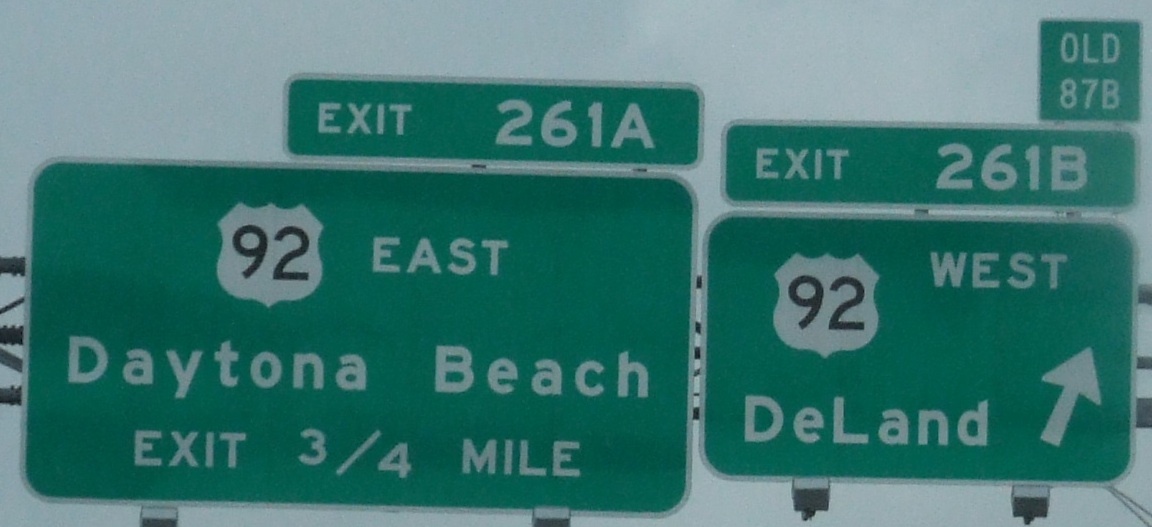 EXIT 261A
92 EAST
Daytona Beach
EXIT 3/4 MILE
OLD
87B
EXIT 261B
92 WEST
DeLand